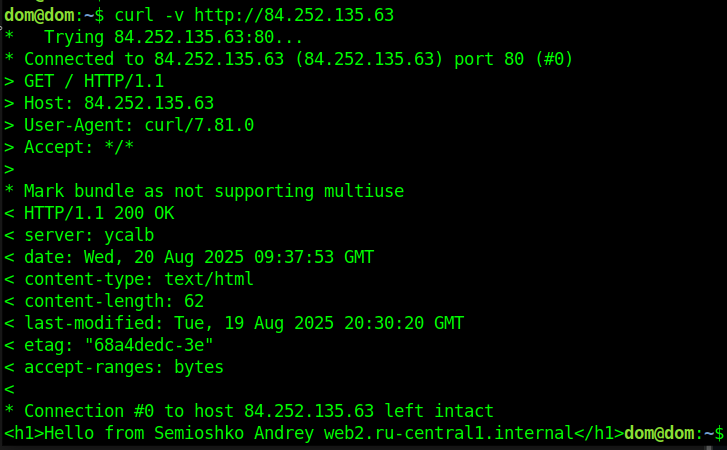 dom@dom:~$ curl -v http://84.252.135.63
*   Trying 84.252.135.63:80...
* Connected to 84.252.135.63 (84.252.135.63) port 80 (#0)
> GET / HTTP/1.1
> Host: 84.252.135.63
> User-Agent: curl/7.81.0
> Accept: */*
>
* Mark bundle as not supporting multiuse
< HTTP/1.1 200 OK
< server: ycalb
< date: Wed, 20 Aug 2025 09:37:53 GMT
< content-type: text/html
< content-length: 62
< last-modified: Tue, 19 Aug 2025 20:30:20 GMT
< etag: "68a4dedc-3e"
< accept-ranges: bytes
<
* Connection #0 to host 84.252.135.63 left intact
<h1>Hello from Semioshko Andrey web2.ru-central1.internal</h1>dom@dom:~$